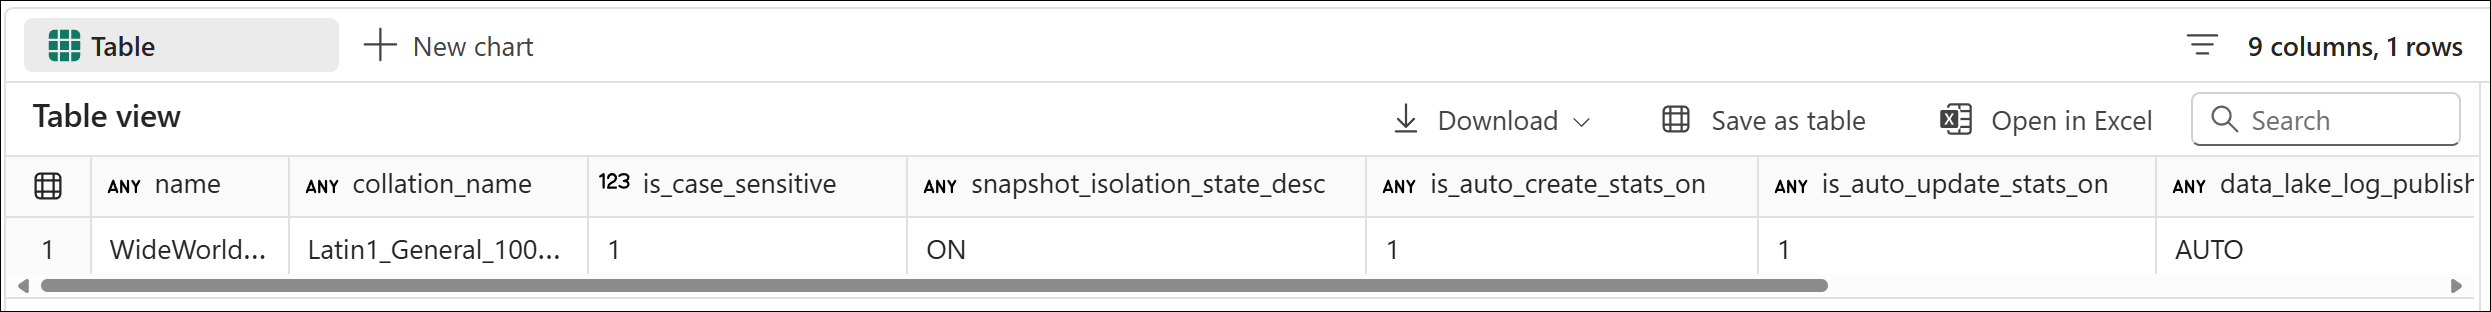 Table New chart 9 columns, 1 rows
Table view Download Save as table Open in Excel Search
ANY name ANY collation_name 123 is_case_sensitive ANY snapshot_isolation_state_desc ANY is_auto_create_stats_on ANY is_auto_update_stats_on ANY data_lake_log_publish
1 WideWorld... Latin1_General_100... 1 ON 1 1 AUTO